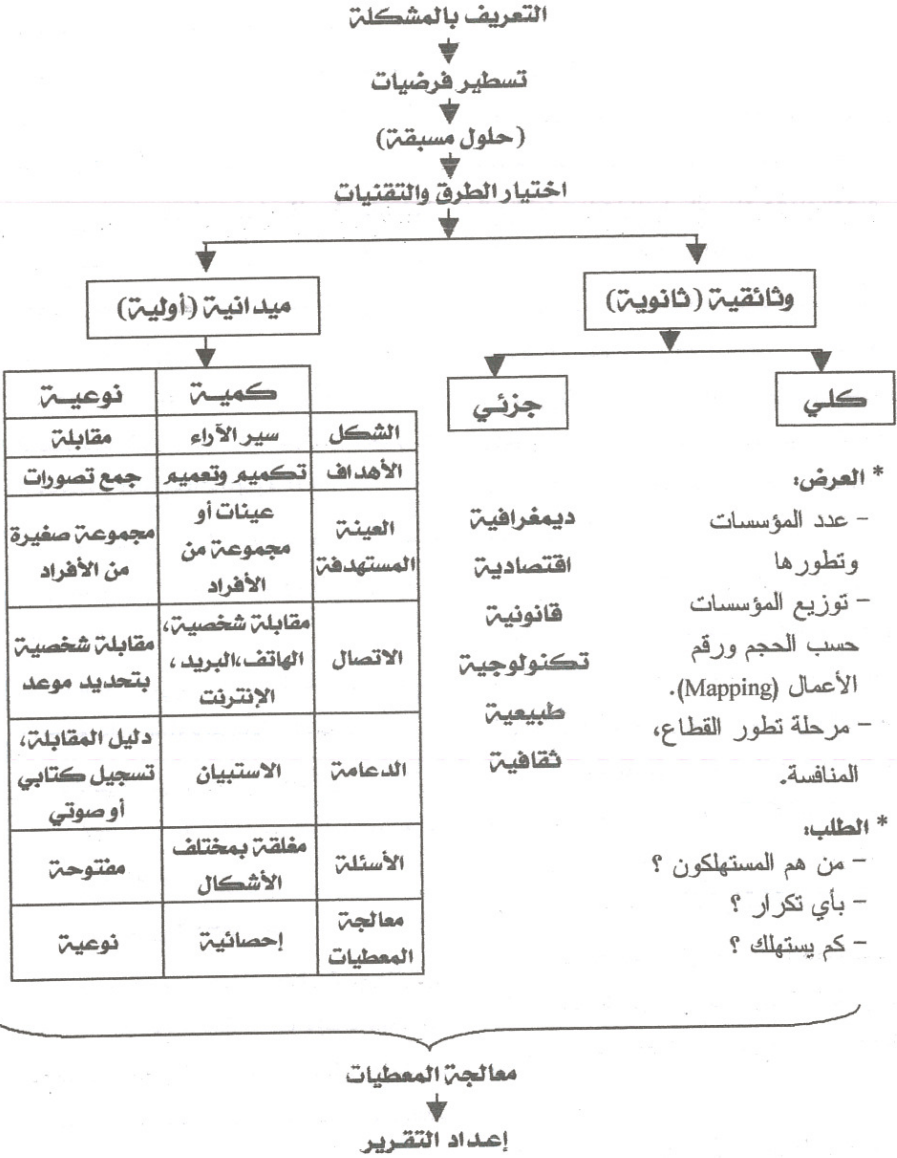 التعريف بالمشكلة
تسطير فرضيات
(حلول مسبقة)
اختيار الطرق والتقنيات
وثائقية (ثانوية)
ميدانية (أولية)
كلي
جزئي
* العرض:
– عدد المؤسسات
وتطورها
– توزيع المؤسسات
حسب الحجم ورقم
الأعمال (Mapping).
– مرحلة تطور القطاع،
المنافسة.
* الطلب:
– من هم المستهلكون ؟
– بأي تكرار ؟
– كم يستهلك ؟
ديمغرافية
اقتصادية
قانونية
تكنولوجية
طبيعية
ثقافية
كميــة
نوعيــة
الشكل
سير الآراء
مقابلة
الأهداف
تكميم وتعميم
جمع تصورات
العينة
المستهدفة
عينات أو
مجموعة من
الأفراد
مجموعة صغيرة
من الأفراد
الاتصال
مقابلة شخصية،
الهاتف،البريد،
الإنترنت
مقابلة شخصية
بتحديد موعد
الدعامة
الاستبيان
دليل المقابلة،
تسجيل كتابي
أو صوتي
الأسئلة
مغلقة بمختلف
الأشكال
مفتوحة
معالجة
المعطيات
إحصائية
نوعية
معالجة المعطيات
إعداد التقرير